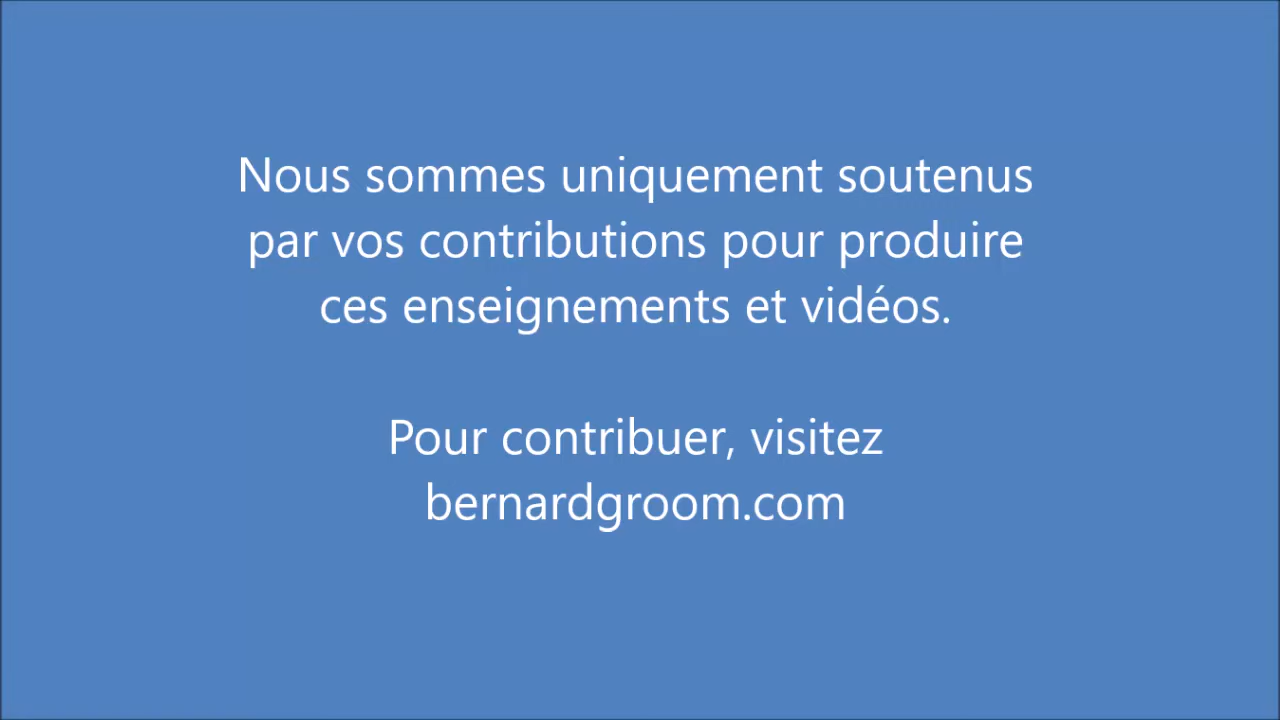 Nous sommes uniquement soutenus
par vos contributions pour produire
ces enseignements et vidéos.
Pour contribuer, visitez
bernardgroom.com